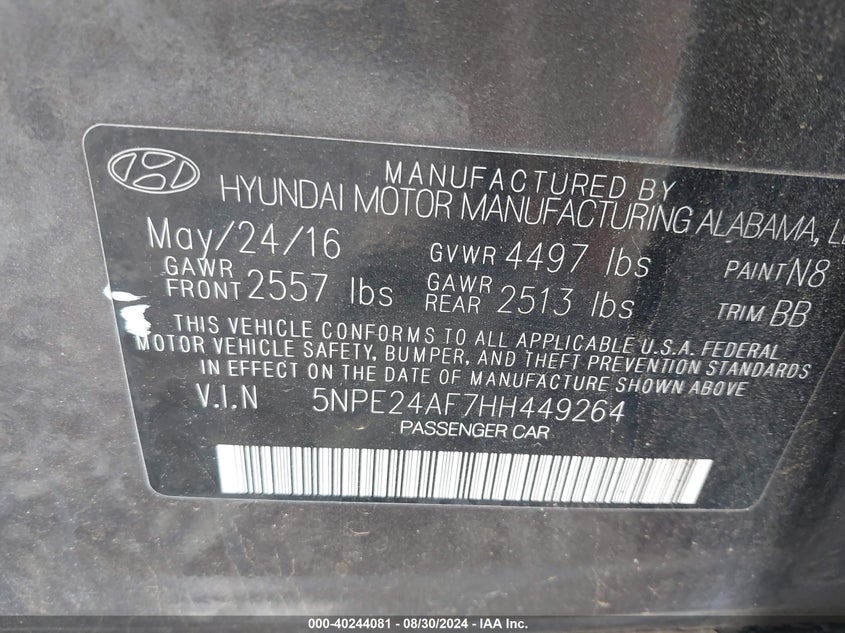 MANUFACTURED BY
HYUNDAI MOTOR MANUFACTURING ALABAMA,
May/24/16 GVWR 4497 lbs PAINT N8
GAWR FRONT 2557 lbs GAWR REAR 2513 lbs TRIM BB
THIS VEHICLE CONFORMS TO ALL APPLICABLE U.S.A. FEDERAL
MOTOR VEHICLE SAFETY, BUMPER, AND THEFT PREVENTION STANDARDS
IN EFFECT ON THE DATE OF MANUFACTURE SHOWN ABOVE
V.I.N 5NPE24AF7HH449264
PASSENGER CAR
000-40244081 - 08/30/2024 - IAA Inc.